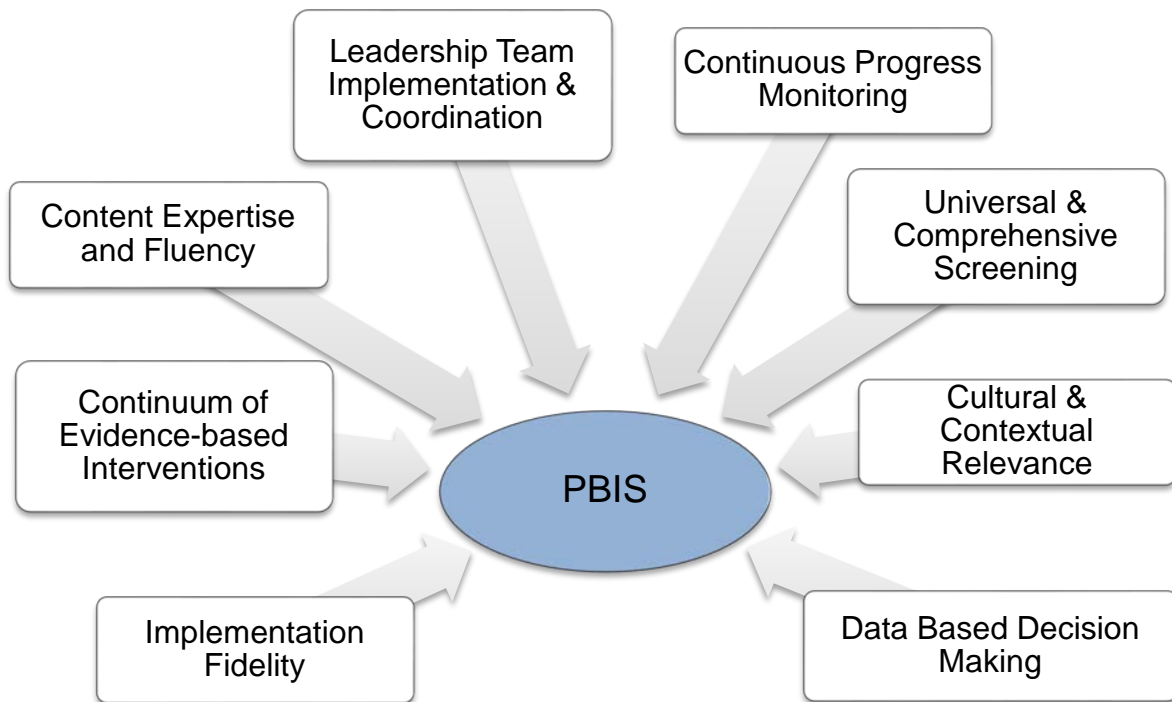 Leadership Team
Implementation &
Coordination
Continuous Progress
Monitoring
Content Expertise
and Fluency
Universal &
Comprehensive
Screening
Continuum of
Evidence-based
Interventions
Cultural &
Contextual
Relevance
PBIS
Implementation
Fidelity
Data Based Decision
Making